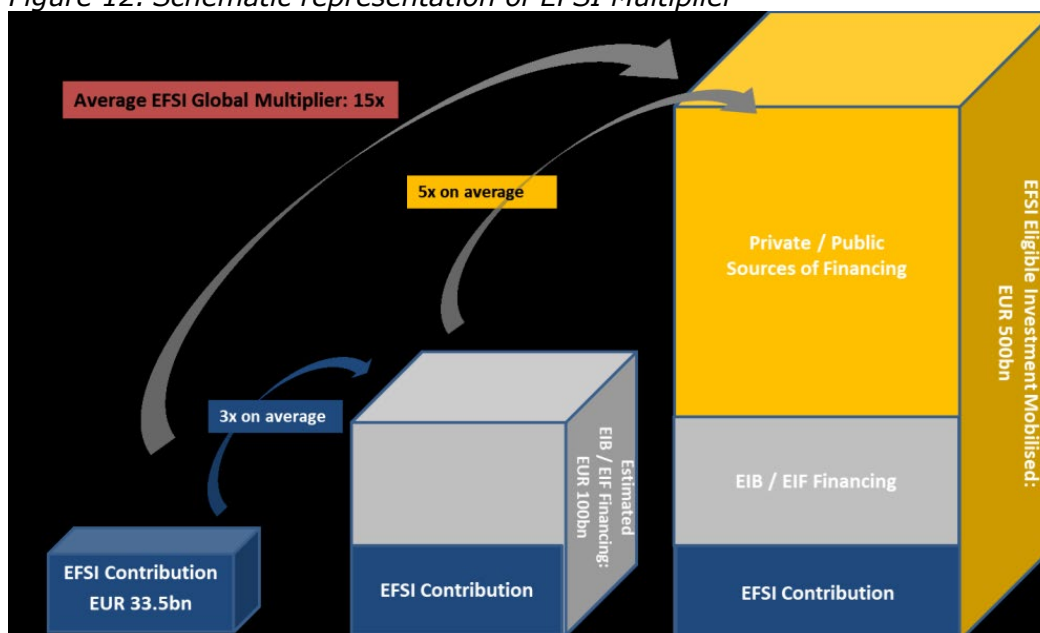 Figure 12. Schematic representation of EFSI Multiplier
Average EFSI Global Multiplier: 15x
5x on average
3x on average
EFSI Contribution
EUR 33.5bn
Estimated
EIB / EIF Financing:
EUR 100bn
EFSI Contribution
Private / Public
Sources of Financing
EIB / EIF Financing
EFSI Contribution
EFSI Eligible Investment Mobilised:
EUR 500bn